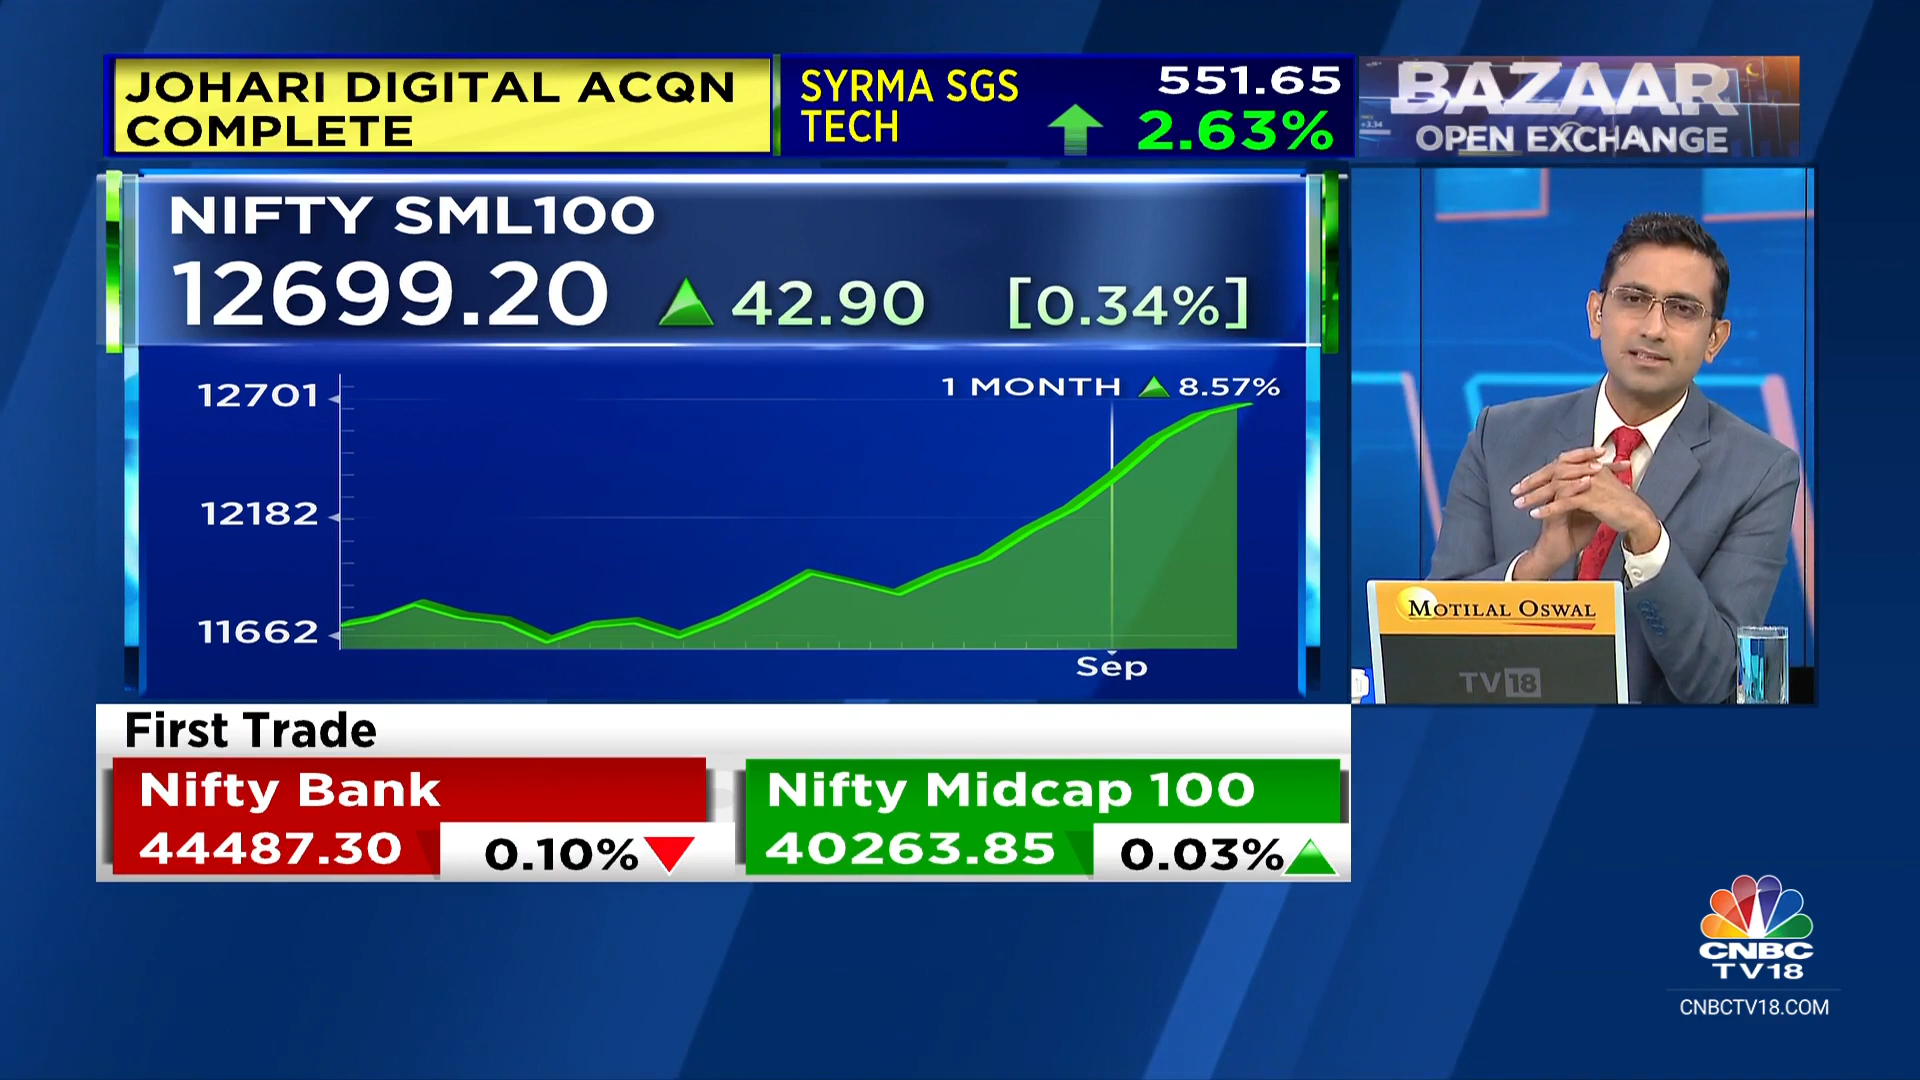 JOHARI DIGITAL ACQN
COMPLETE
SYRMA SGS
TECH
551.65
2.63%
BAZAAR
OPEN EXCHANGE
NIFTY SML100
12699.20 42.90 [0.34%]
1 MONTH 8.57%
12701
12182
11662
Sep
MOTILAL OSWAL
TV18
First Trade
Nifty Bank
44487.30 0.10%
Nifty Midcap 100
40263.85 0.03%
CNBC
TV18
CNBCTV18.COM